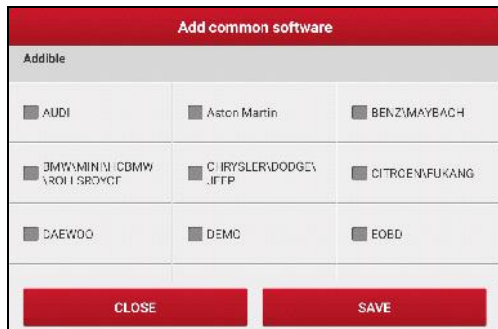 Add common software
Addible
AUDI
Aston Martin
BENZ\MAYBACH
BMW\MINI\HCBMW
\ROLLSROYCE
CHRYSLER\DODGE\
JEEP
CITROEN\FUKANG
DAEWOO
DEMO
EOBD
CLOSE
SAVE